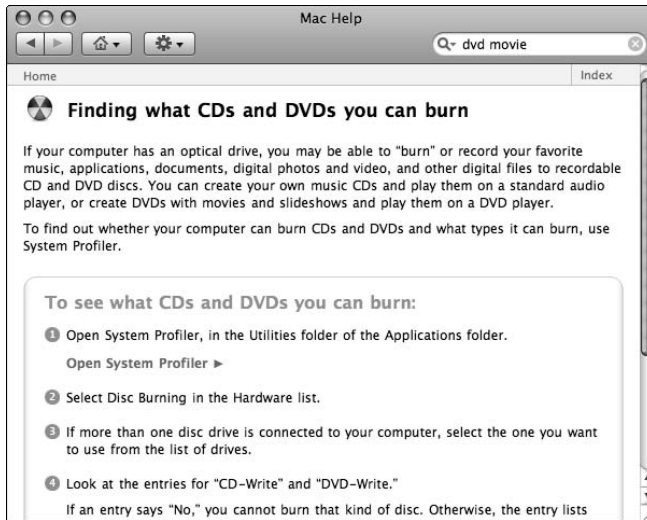 Mac Help
dvd movie
Home
Index
Finding what CDs and DVDs you can burn
If your computer has an optical drive, you may be able to “burn” or record your favorite
music, applications, documents, digital photos and video, and other digital files to recordable
CD and DVD discs. You can create your own music CDs and play them on a standard audio
player, or create DVDs with movies and slideshows and play them on a DVD player.
To find out whether your computer can burn CDs and DVDs and what types it can burn, use
System Profiler.
To see what CDs and DVDs you can burn:
1 Open System Profiler, in the Utilities folder of the Applications folder.
Open System Profiler ▶
2 Select Disc Burning in the Hardware list.
3 If more than one disc drive is connected to your computer, select the one you want
to use from the list of drives.
4 Look at the entries for “CD-Write” and “DVD-Write.”
If an entry says “No,” you cannot burn that kind of disc. Otherwise, the entry lists